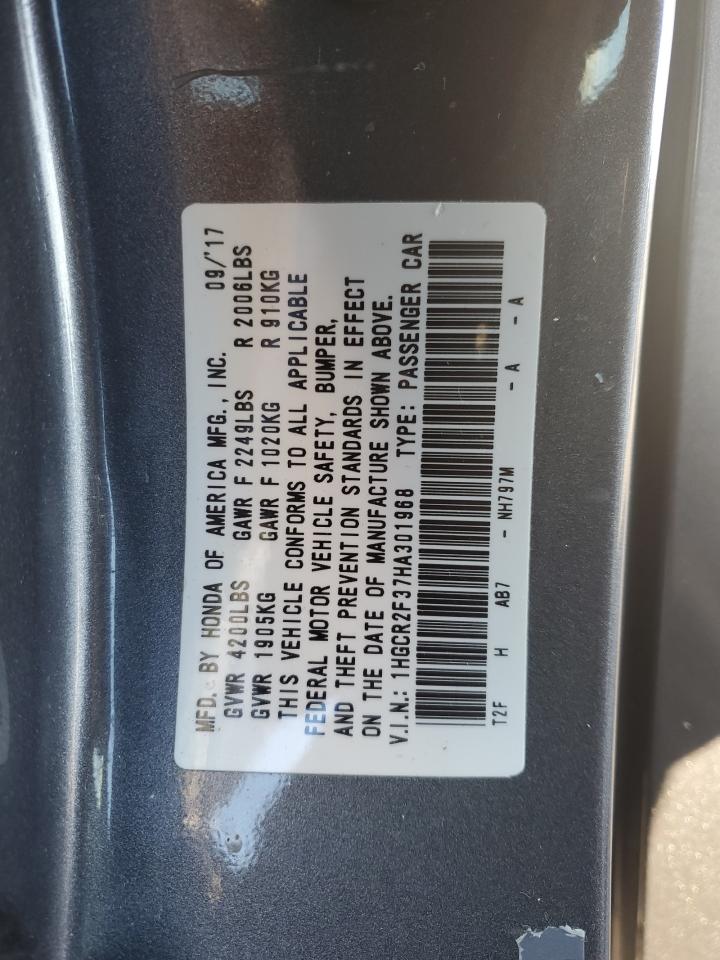 MFD. BY HONDA OF AMERICA MFG., INC. 09/'17
GVWR 4200LBS GAWR F 2249LBS R 2006LBS
GVWR 1905KG GAWR F 1020KG R 910KG
THIS VEHICLE CONFORMS TO ALL APPLICABLE
FEDERAL MOTOR VEHICLE SAFETY, BUMPER,
AND THEFT PREVENTION STANDARDS IN EFFECT
ON THE DATE OF MANUFACTURE SHOWN ABOVE.
V.I.N.: 1HGCR2F37HA301968 TYPE: PASSENGER CAR
T2F H AB7 - NH797M - A - A